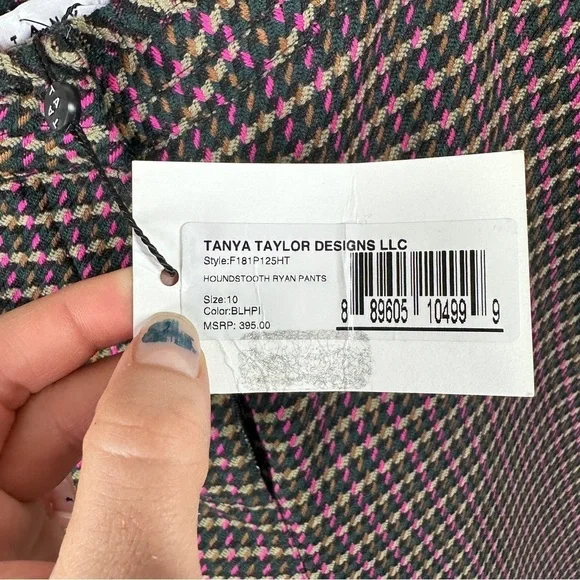 TANYA TAYLOR DESIGNS LLC
Style:F181P125HT
HOUNDSTOOTH RYAN PANTS
Size:10
Color:BLHPI
MSRP: 395.00
8 89605 10499 9